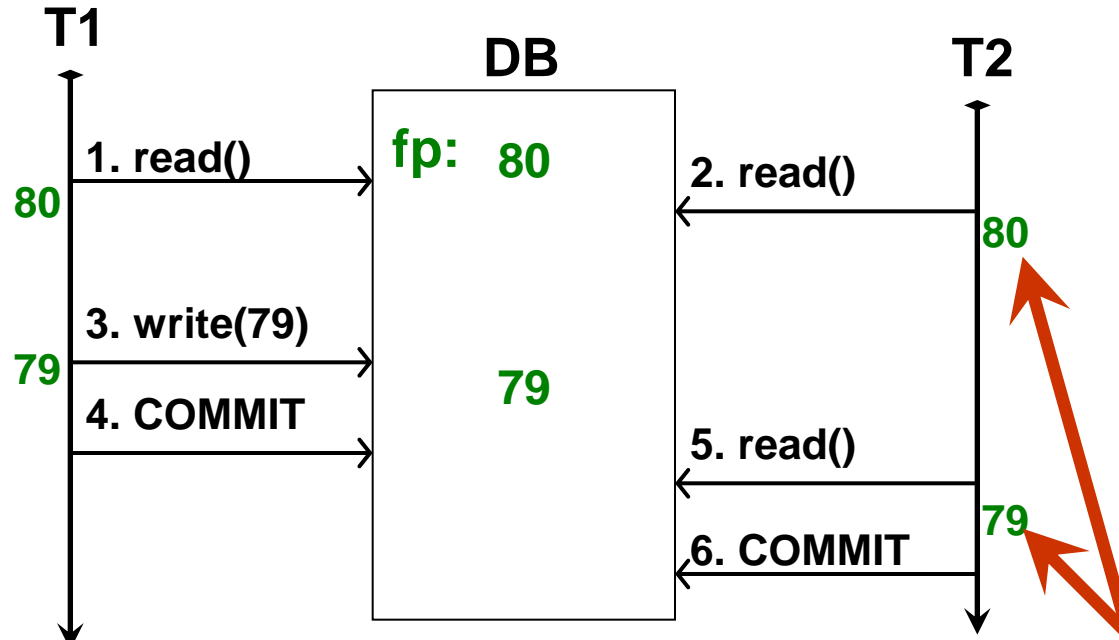 T1
DB
T2
1. read()
fp: 80
2. read()
80
80
3. write(79)
79
79
4. COMMIT
5. read()
79
6. COMMIT